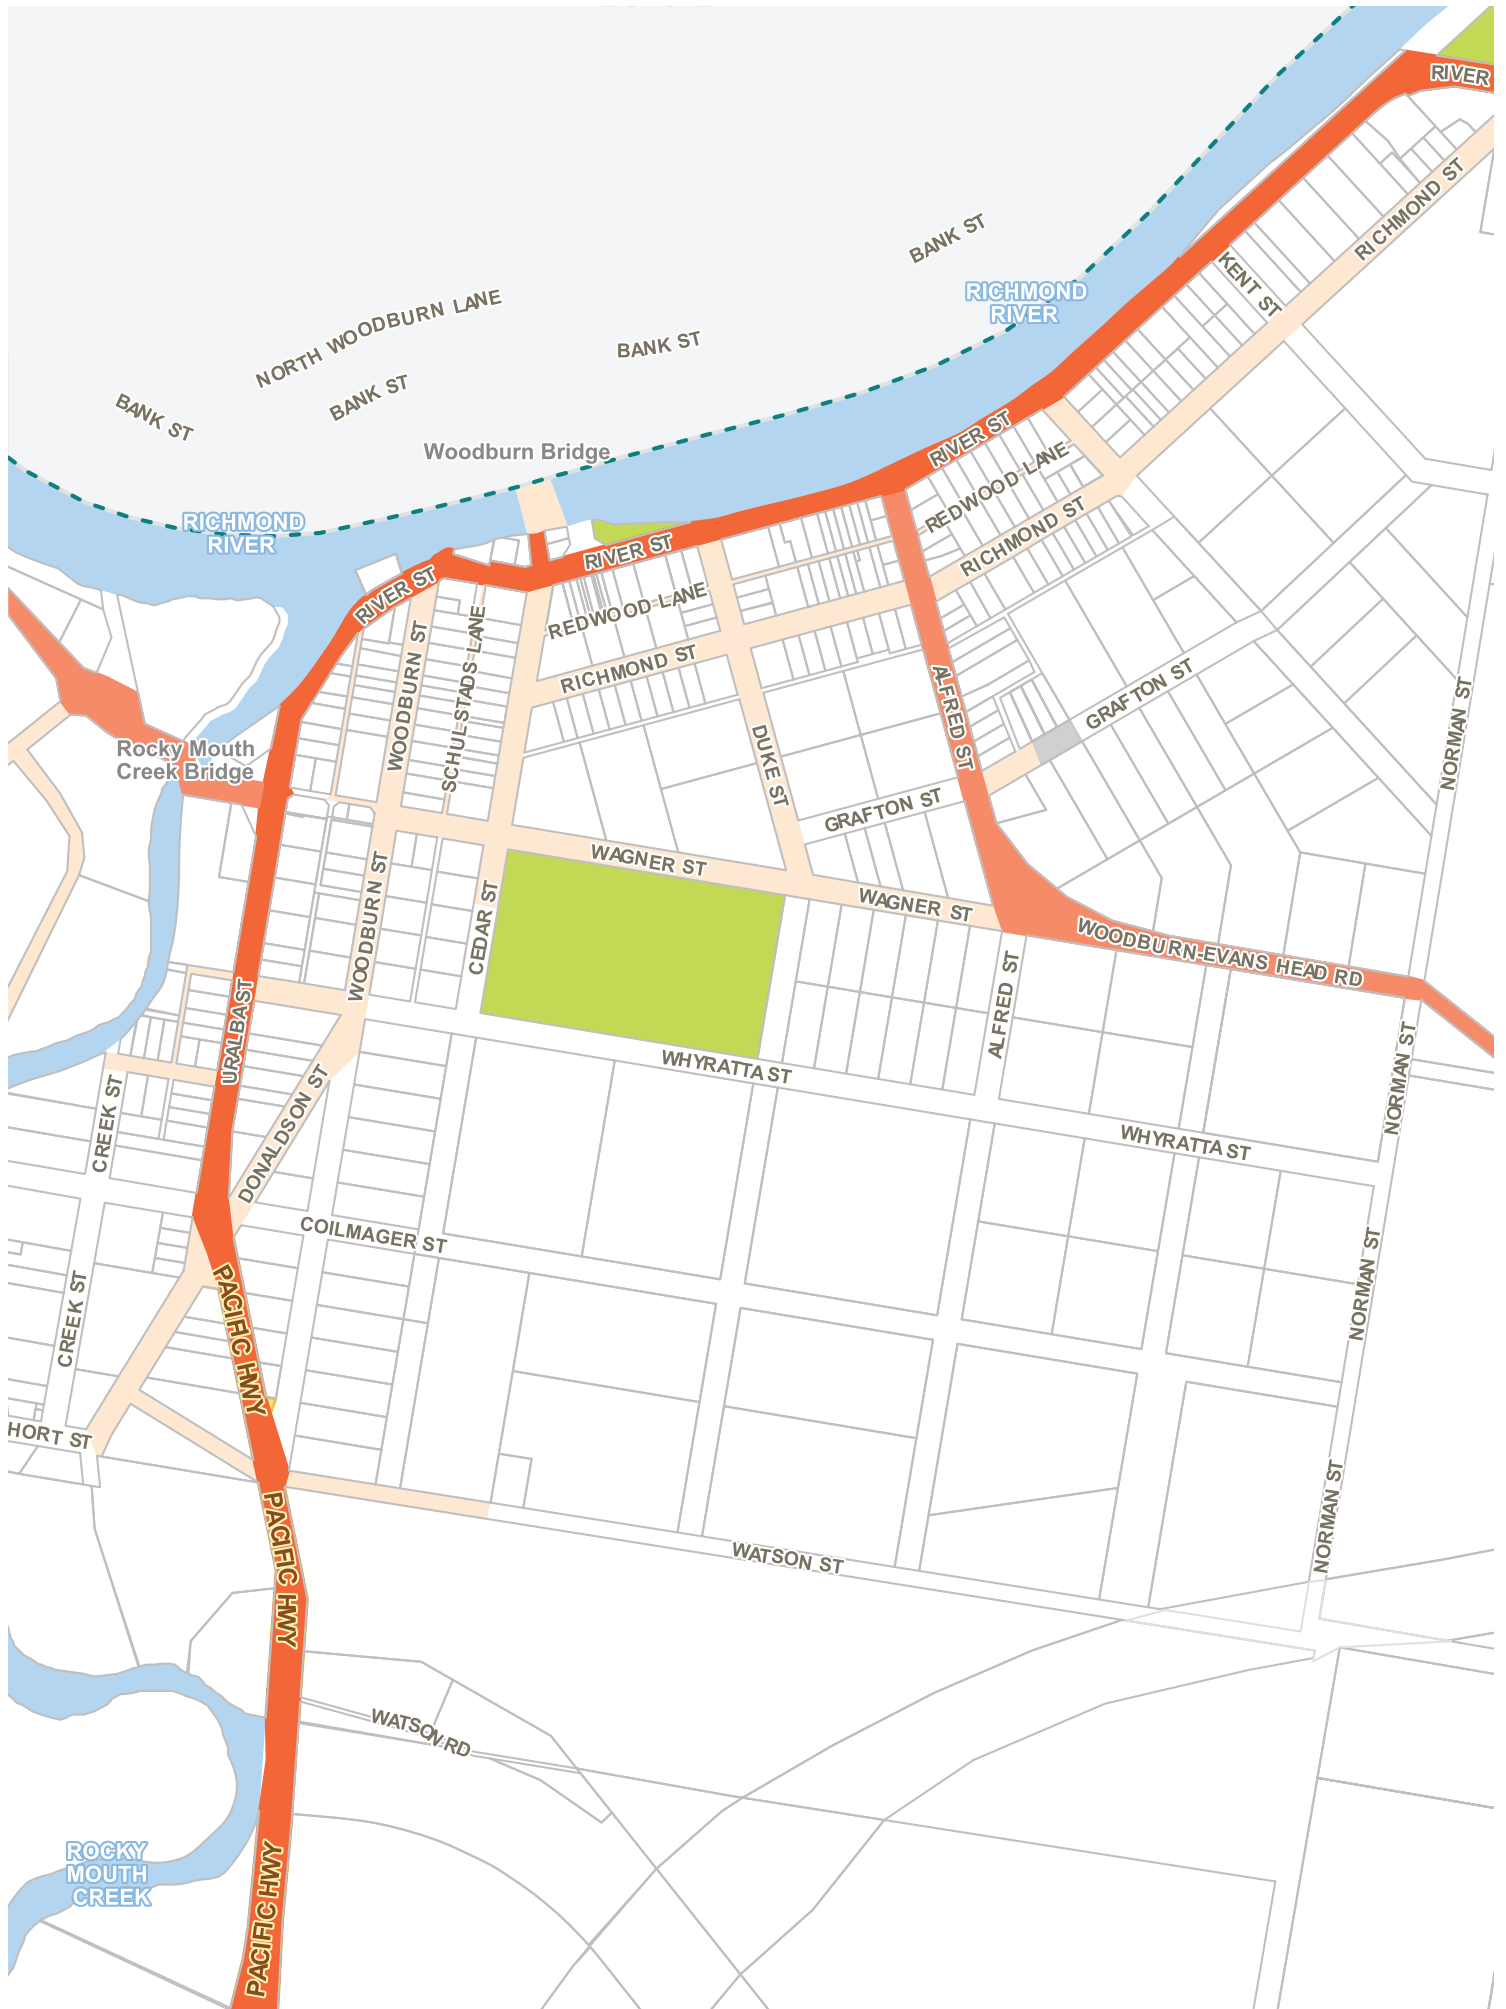 RIVER
RICHMOND ST
BANK ST
KENT ST
RICHMOND
RIVER
NORTH WOODBURN LANE
BANK ST
BANK ST
BANK ST
Woodburn Bridge
RIVER ST
REDWOOD LANE
RICHMOND
RIVER
RICHMOND ST
RIVER ST
RIVER ST
REDWOOD LANE
WOODBURN ST
SCHULSTADS LANE
RICHMOND ST
ALFRED ST
GRAFTON ST
NORMAN ST
Rocky Mouth
Creek Bridge
DUKE ST
GRAFTON ST
WAGNER ST
WAGNER ST
WOODBURN ST
CEDAR ST
WOODBURN-EVANS HEAD RD
ALFRED ST
URALBA ST
WHYRATTA ST
NORMAN ST
CREEK ST
DONALDSON ST
WHYRATTA ST
COILMAGER ST
NORMAN ST
CREEK ST
PACIFIC HWY
HORT ST
NORMAN ST
PACIFIC HWY
WATSON ST
WATSON RD
ROCKY
MOUTH
CREEK
PACIFIC HWY